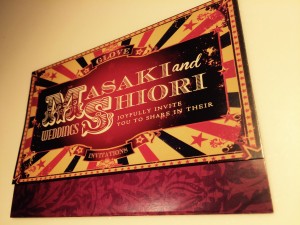 GLOVE
MASAKI and
SHIORI
WEDDINGS
JOYFULLY INVITE
YOU TO SHARE IN THEIR
INVITATIONS